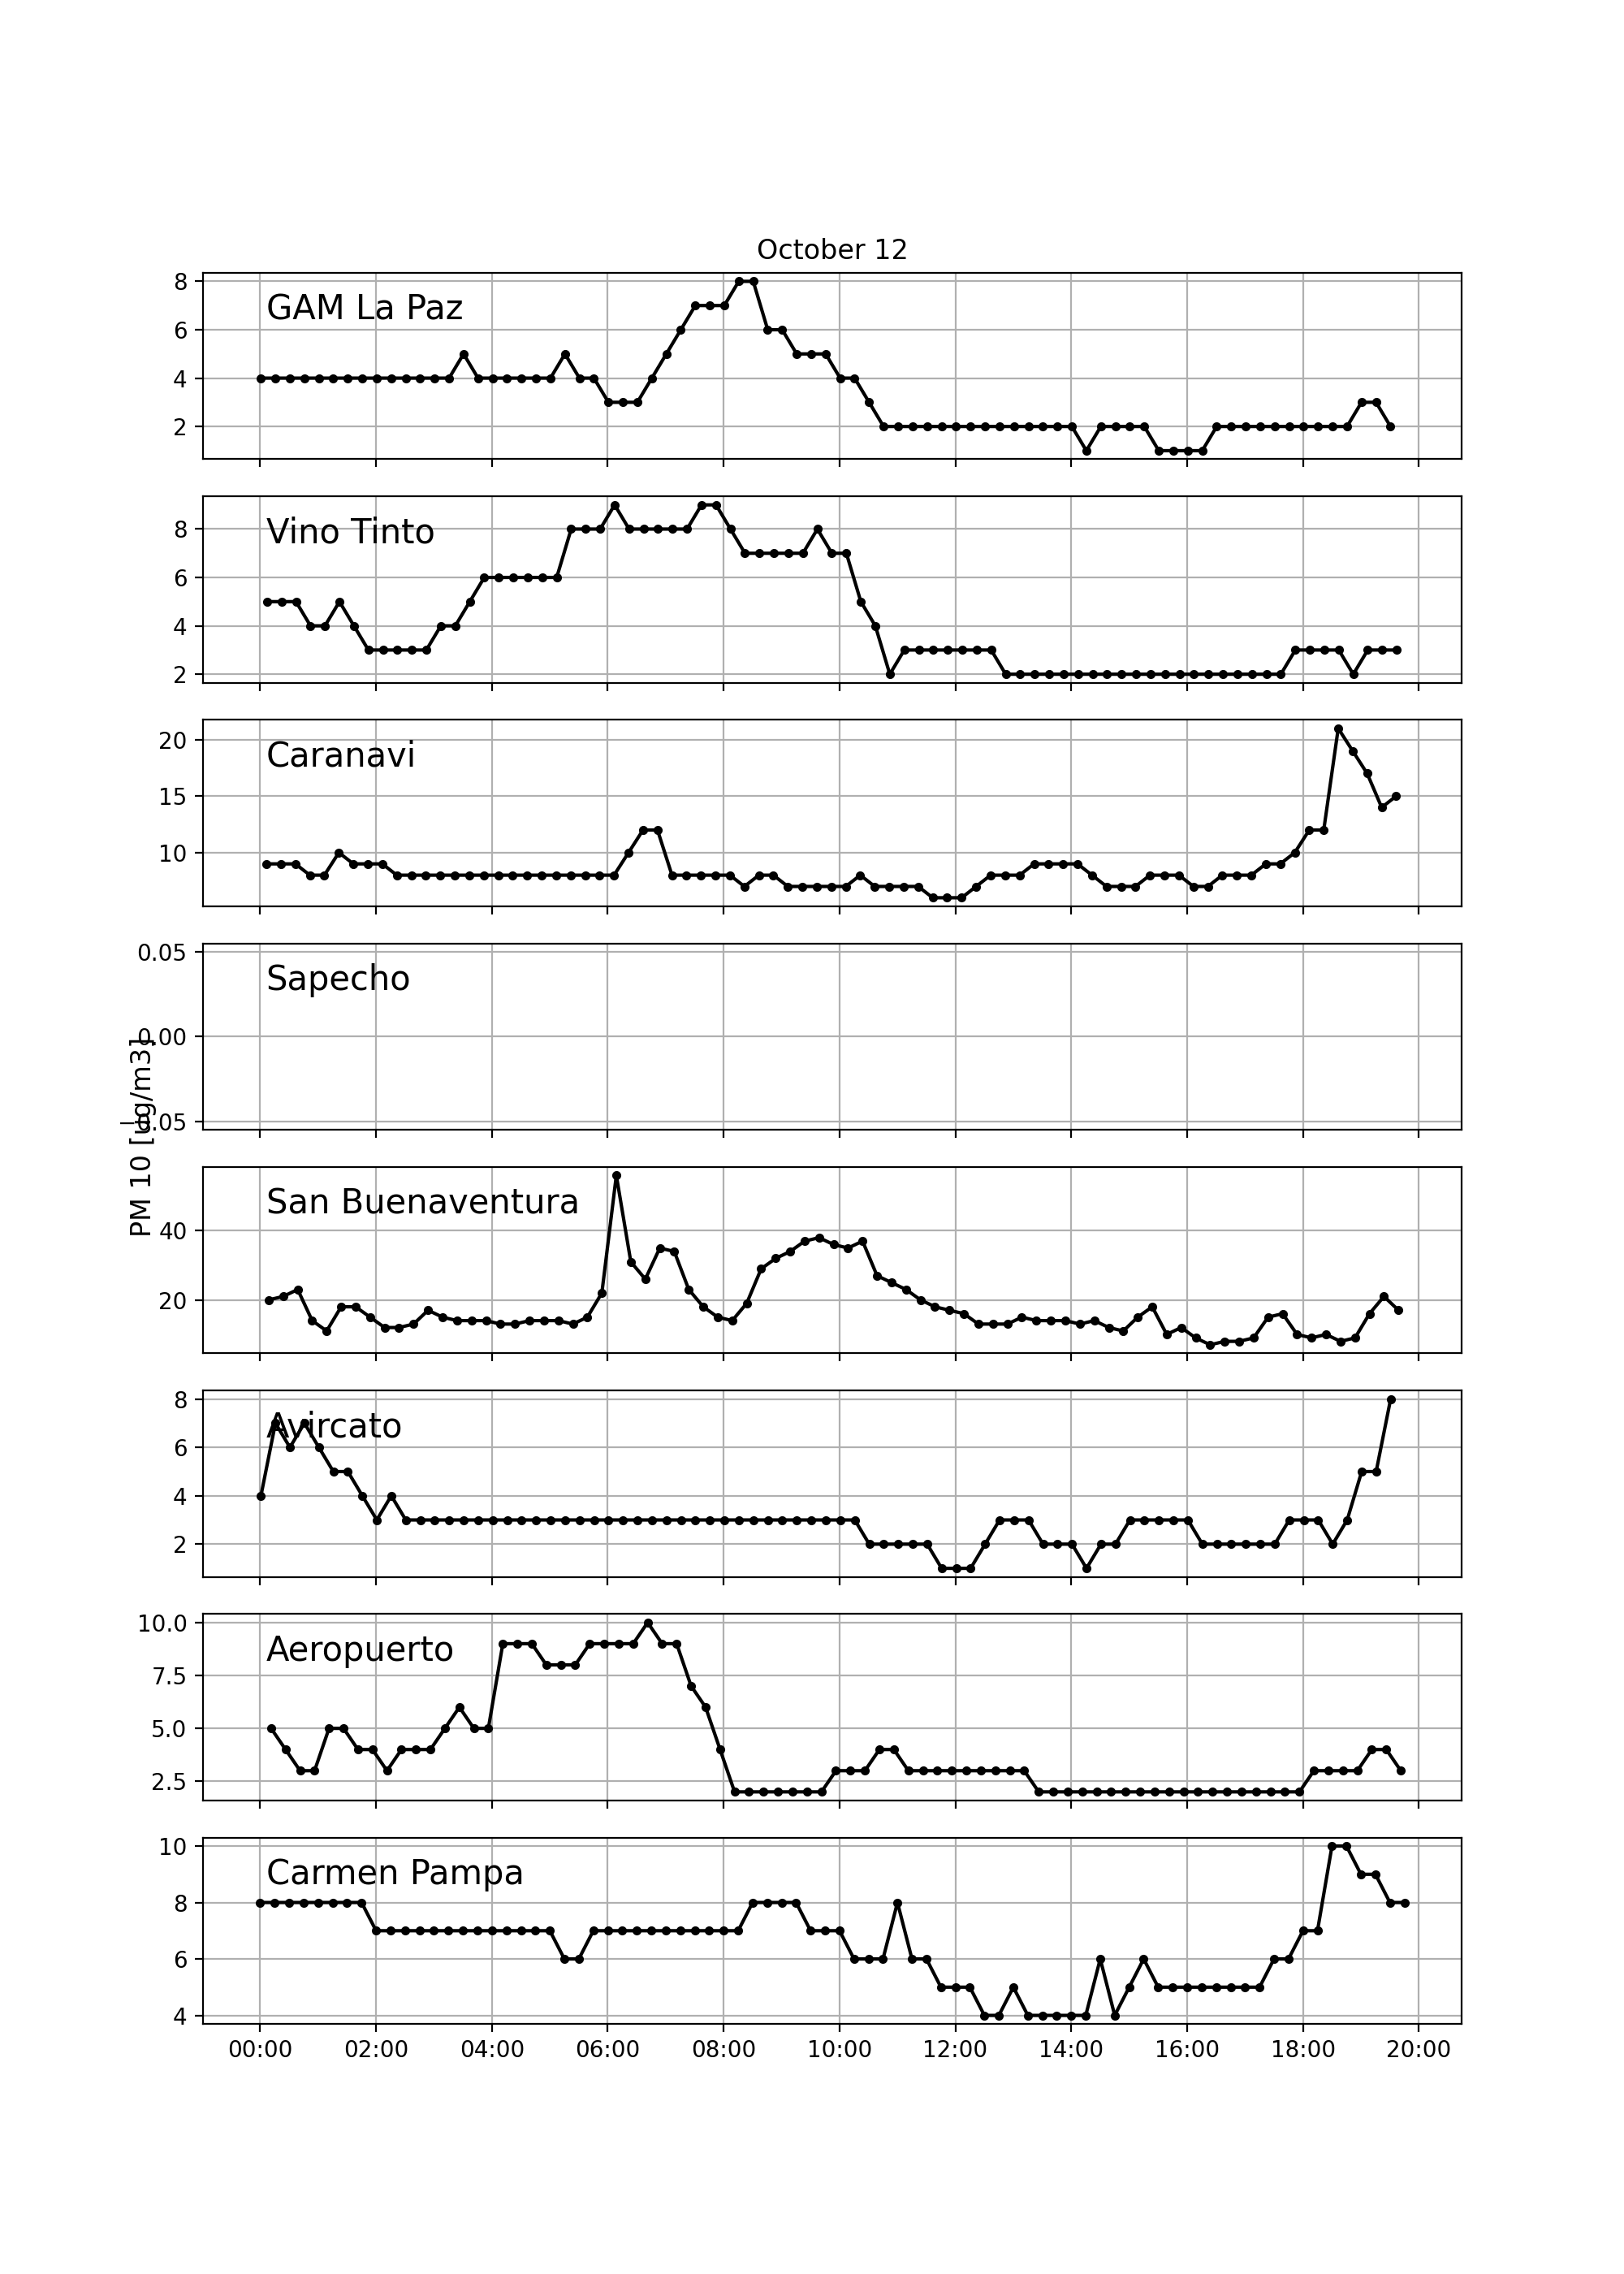 October 12
8
GAM La Paz
6
4
2
8
Vino Tinto
6
4
2
20
Caranavi
15
10
0.05
Sapecho
0.00
−0.05
PM 10 [ug/m3]
San Buenaventura
40
20
8
Avircato
6
4
2
10.0
Aeropuerto
7.5
5.0
2.5
10
Carmen Pampa
8
6
4
00:00 02:00 04:00 06:00 08:00 10:00 12:00 14:00 16:00 18:00 20:00